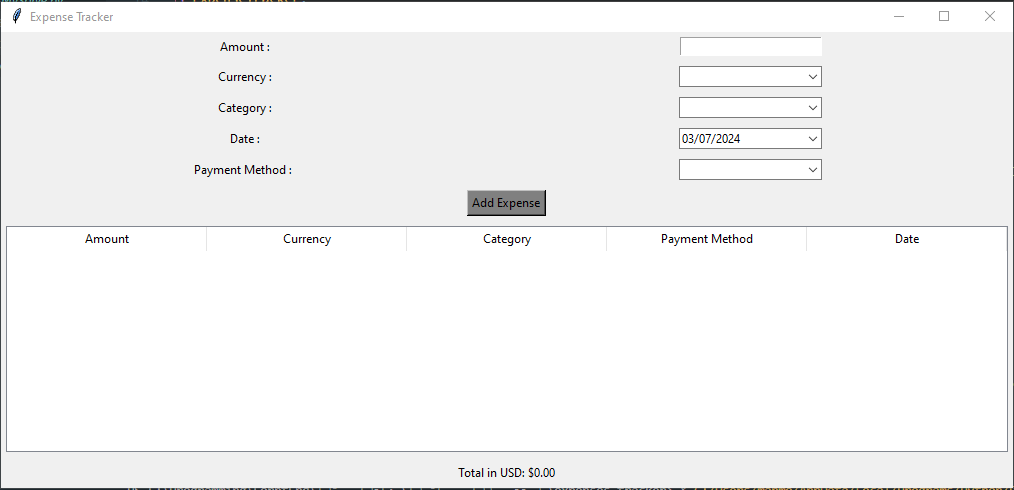 Expense Tracker
Amount :
Currency :
Category :
Date : 03/07/2024
Payment Method :
Add Expense
Amount Currency Category Payment Method Date
Total in USD: $0.00